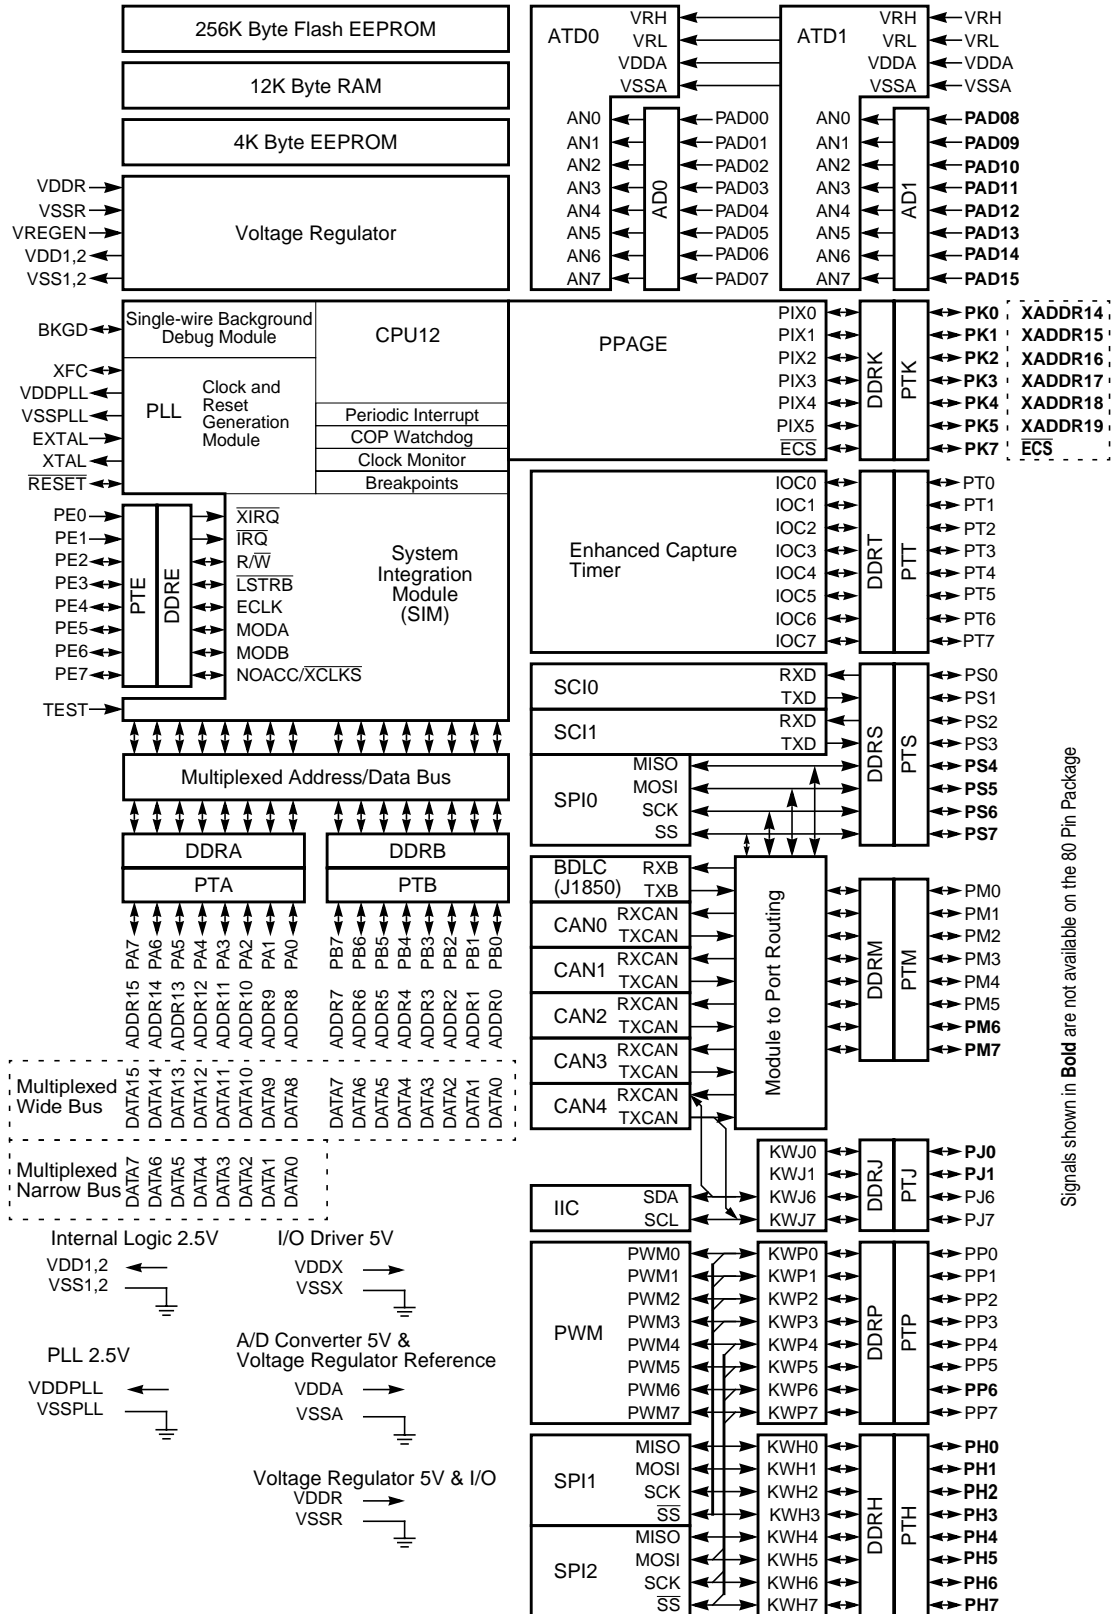 256K Byte Flash EEPROM
12K Byte RAM
4K Byte EEPROM
VDDR
VSSR
VREGEN
VDD1,2
VSS1,2
Voltage Regulator
ATD0
VRH
VRL
VDDA
VSSA
AN0
AN1
AN2
AN3
AN4
AN5
AN6
AN7
AD0
PAD00
PAD01
PAD02
PAD03
PAD04
PAD05
PAD06
PAD07
ATD1
VRH
VRL
VDDA
VSSA
VRH
VRL
VDDA
VSSA
AN0
AN1
AN2
AN3
AN4
AN5
AN6
AN7
AD1
PAD08
PAD09
PAD10
PAD11
PAD12
PAD13
PAD14
PAD15
BKGD
XFC
VDDPLL
VSSPLL
EXTAL
XTAL
RESET
Single-wire Background
Debug Module
CPU12
PLL
Clock and
Reset
Generation
Module
Periodic Interrupt
COP Watchdog
Clock Monitor
Breakpoints
PPAGE
PIX0
PIX1
PIX2
PIX3
PIX4
PIX5
ECS
DDRK
PTK
PK0 XADDR14
PK1 XADDR15
PK2 XADDR16
PK3 XADDR17
PK4 XADDR18
PK5 XADDR19
PK7 ECS
PE0
PE1
PE2
PE3
PE4
PE5
PE6
PE7
TEST
PTE
DDRE
XIRQ
IRQ
R/W
LSTRB
ECLK
MODA
MODB
NOACC/XCLKS
System
Integration
Module
(SIM)
Enhanced Capture
Timer
IOC0
IOC1
IOC2
IOC3
IOC4
IOC5
IOC6
IOC7
DDRT
PTT
PT0
PT1
PT2
PT3
PT4
PT5
PT6
PT7
SCI0
RXD
TXD
SCI1
RXD
TXD
SPI0
MISO
MOSI
SCK
SS
DDRS
PTS
PS0
PS1
PS2
PS3
PS4
PS5
PS6
PS7
Multiplexed Address/Data Bus
DDRA
PTA
DDRB
PTB
PA7
PA6
PA5
PA4
PA3
PA2
PA1
PA0
PB7
PB6
PB5
PB4
PB3
PB2
PB1
PB0
ADDR15
ADDR14
ADDR13
ADDR12
ADDR11
ADDR10
ADDR9
ADDR8
ADDR7
ADDR6
ADDR5
ADDR4
ADDR3
ADDR2
ADDR1
ADDR0
Multiplexed
Wide Bus
DATA15
DATA14
DATA13
DATA12
DATA11
DATA10
DATA9
DATA8
DATA7
DATA6
DATA5
DATA4
DATA3
DATA2
DATA1
DATA0
Multiplexed
Narrow Bus
DATA7
DATA6
DATA5
DATA4
DATA3
DATA2
DATA1
DATA0
BDLC
(J1850)
RXB
TXB
CAN0
RXCAN
TXCAN
CAN1
RXCAN
TXCAN
CAN2
RXCAN
TXCAN
CAN3
RXCAN
TXCAN
CAN4
RXCAN
TXCAN
Module to Port Routing
DDRM
PTM
PM0
PM1
PM2
PM3
PM4
PM5
PM6
PM7
IIC
SDA
SCL
KWJ0
KWJ1
KWJ6
KWJ7
DDRJ
PTJ
PJ0
PJ1
PJ6
PJ7
PWM
PWM0
PWM1
PWM2
PWM3
PWM4
PWM5
PWM6
PWM7
KWP0
KWP1
KWP2
KWP3
KWP4
KWP5
KWP6
KWP7
DDRP
PTP
PP0
PP1
PP2
PP3
PP4
PP5
PP6
PP7
SPI1
MISO
MOSI
SCK
SS
SPI2
MISO
MOSI
SCK
SS
KWH0
KWH1
KWH2
KWH3
KWH4
KWH5
KWH6
KWH7
DDRH
PTH
PH0
PH1
PH2
PH3
PH4
PH5
PH6
PH7
Internal Logic 2.5V
VDD1,2
VSS1,2
I/O Driver 5V
VDDX
VSSX
PLL 2.5V
VDDPLL
VSSPLL
A/D Converter 5V &
Voltage Regulator Reference
VDDA
VSSA
Voltage Regulator 5V & I/O
VDDR
VSSR
Signals shown in Bold are not available on the 80 Pin Package